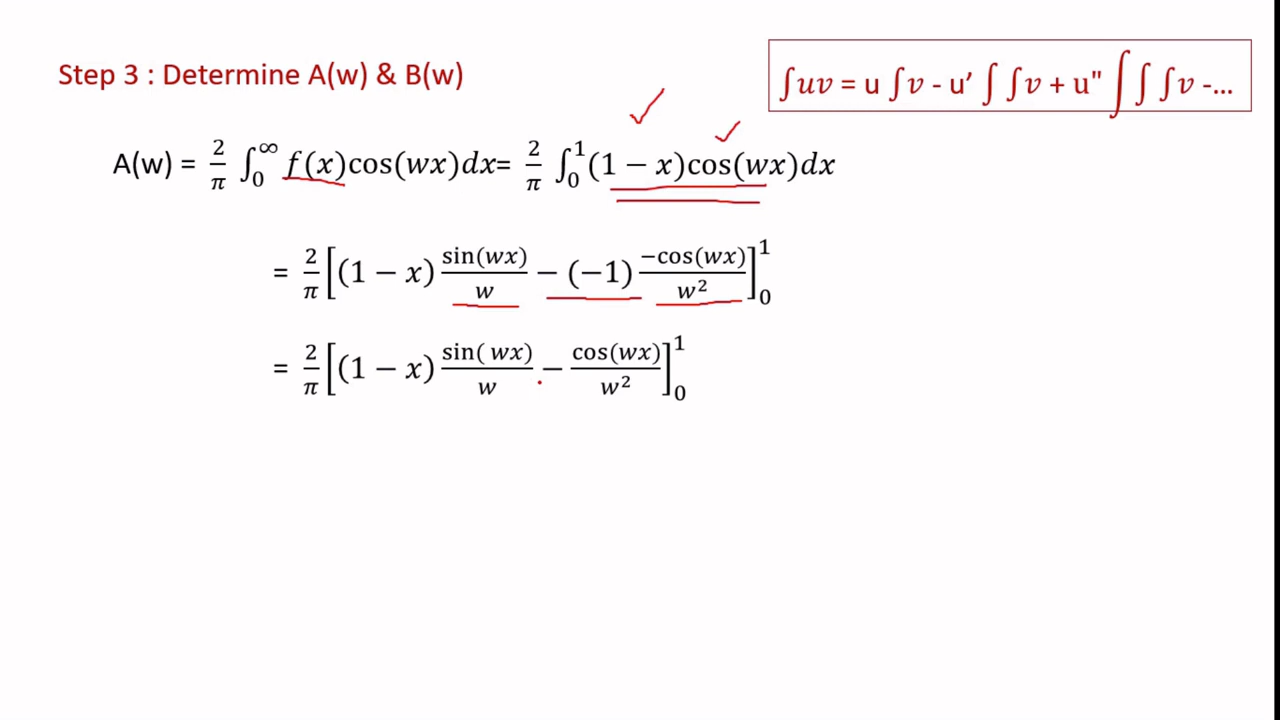 Step 3 : Determine A(w) & B(w)
∫uv = u ∫v - u′ ∫ ∫v + u" ∫ ∫ ∫v -...
A(w) = 2/π ∫₀^∞ f(x)cos(wx)dx= 2/π ∫₀¹(1 − x)cos(wx)dx
= 2/π [(1 − x) sin(wx)/w − (−1) −cos(wx)/w²]₀¹
= 2/π [(1 − x) sin( wx)/w − cos(wx)/w²]₀¹